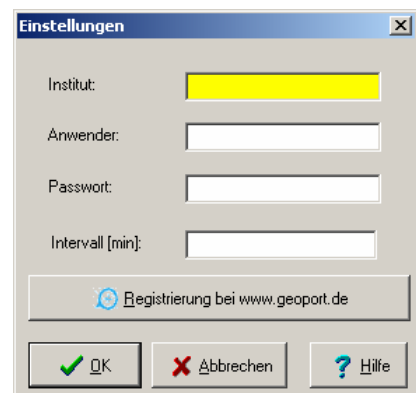 Einstellungen
Institut:
Anwender:
Passwort:
Intervall [min]:
Registrierung bei www.geoport.de
OK
Abbrechen
Hilfe